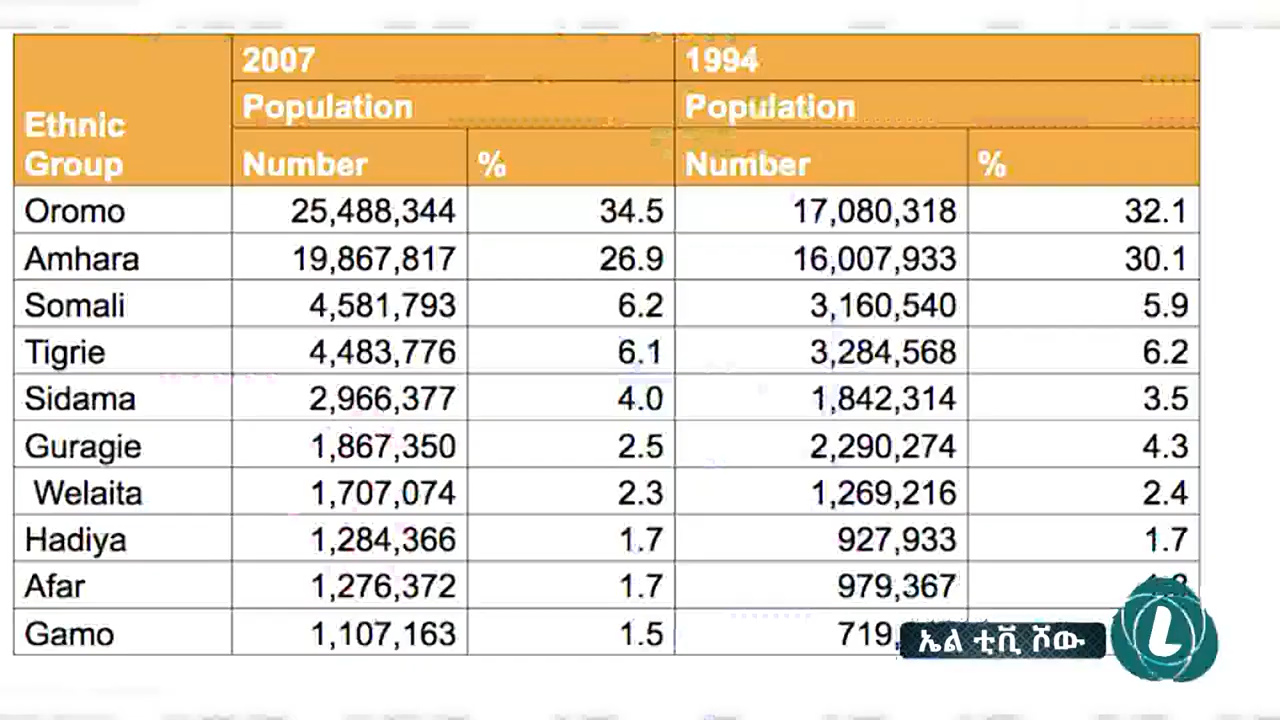 2007 1994
Population Population
Ethnic
Group Number % Number %
Oromo 25,488,344 34.5 17,080,318 32.1
Amhara 19,867,817 26.9 16,007,933 30.1
Somali 4,581,793 6.2 3,160,540 5.9
Tigrie 4,483,776 6.1 3,284,568 6.2
Sidama 2,966,377 4.0 1,842,314 3.5
Guragie 1,867,350 2.5 2,290,274 4.3
Welaita 1,707,074 2.3 1,269,216 2.4
Hadiya 1,284,366 1.7 927,933 1.7
Afar 1,276,372 1.7 979,367
Gamo 1,107,163 1.5 719,
ኤል ቲቪ ሾው L